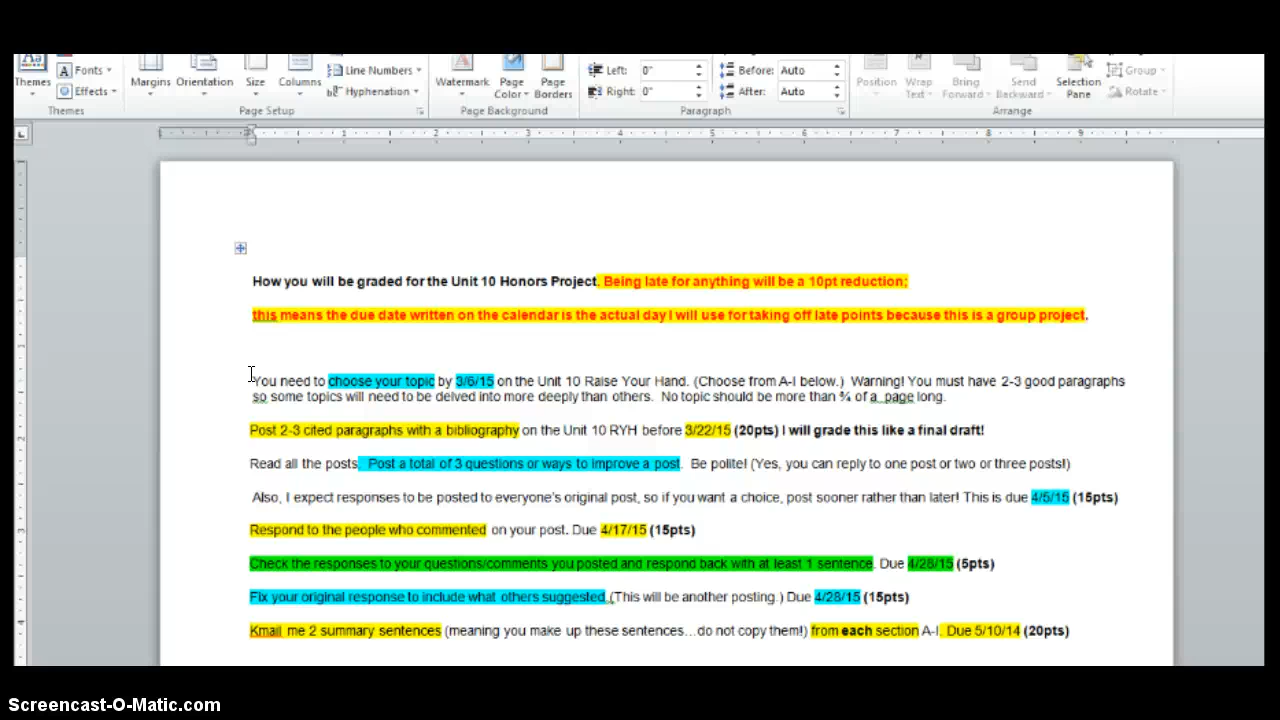 Themes Fonts Effects Themes
Margins Orientation Size Columns Line Numbers Hyphenation Page Setup
Watermark Page Color Page Borders Page Background
Left: 0" Right: 0" Before: Auto After: Auto Paragraph
Position Wrap Text Bring Forward Send Backward Selection Pane Group Rotate Arrange
1 2 3 4 5 6 7 8 9
How you will be graded for the Unit 10 Honors Project. Being late for anything will be a 10pt reduction;
this means the due date written on the calendar is the actual day I will use for taking off late points because this is a group project.
You need to choose your topic by 3/6/15 on the Unit 10 Raise Your Hand. (Choose from A-I below.) Warning! You must have 2-3 good paragraphs
so some topics will need to be delved into more deeply than others. No topic should be more than ¾ of a page long.
Post 2-3 cited paragraphs with a bibliography on the Unit 10 RYH before 3/22/15 (20pts) I will grade this like a final draft!
Read all the posts. Post a total of 3 questions or ways to improve a post. Be polite! (Yes, you can reply to one post or two or three posts!)
Also, I expect responses to be posted to everyone's original post, so if you want a choice, post sooner rather than later! This is due 4/5/15 (15pts)
Respond to the people who commented on your post. Due 4/17/15 (15pts)
Check the responses to your questions/comments you posted and respond back with at least 1 sentence. Due 4/28/15 (5pts)
Fix your original response to include what others suggested.(This will be another posting.) Due 4/28/15 (15pts)
Kmail me 2 summary sentences (meaning you make up these sentences…do not copy them!) from each section A-I. Due 5/10/14 (20pts)
Screencast-O-Matic.com